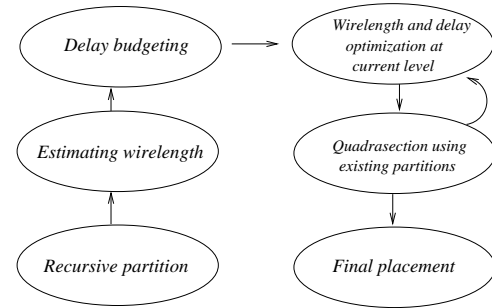 Delay budgeting
Wirelength and delay
optimization at
current level
Estimating wirelength
Quadrasection using
existing partitions
Recursive partition
Final placement